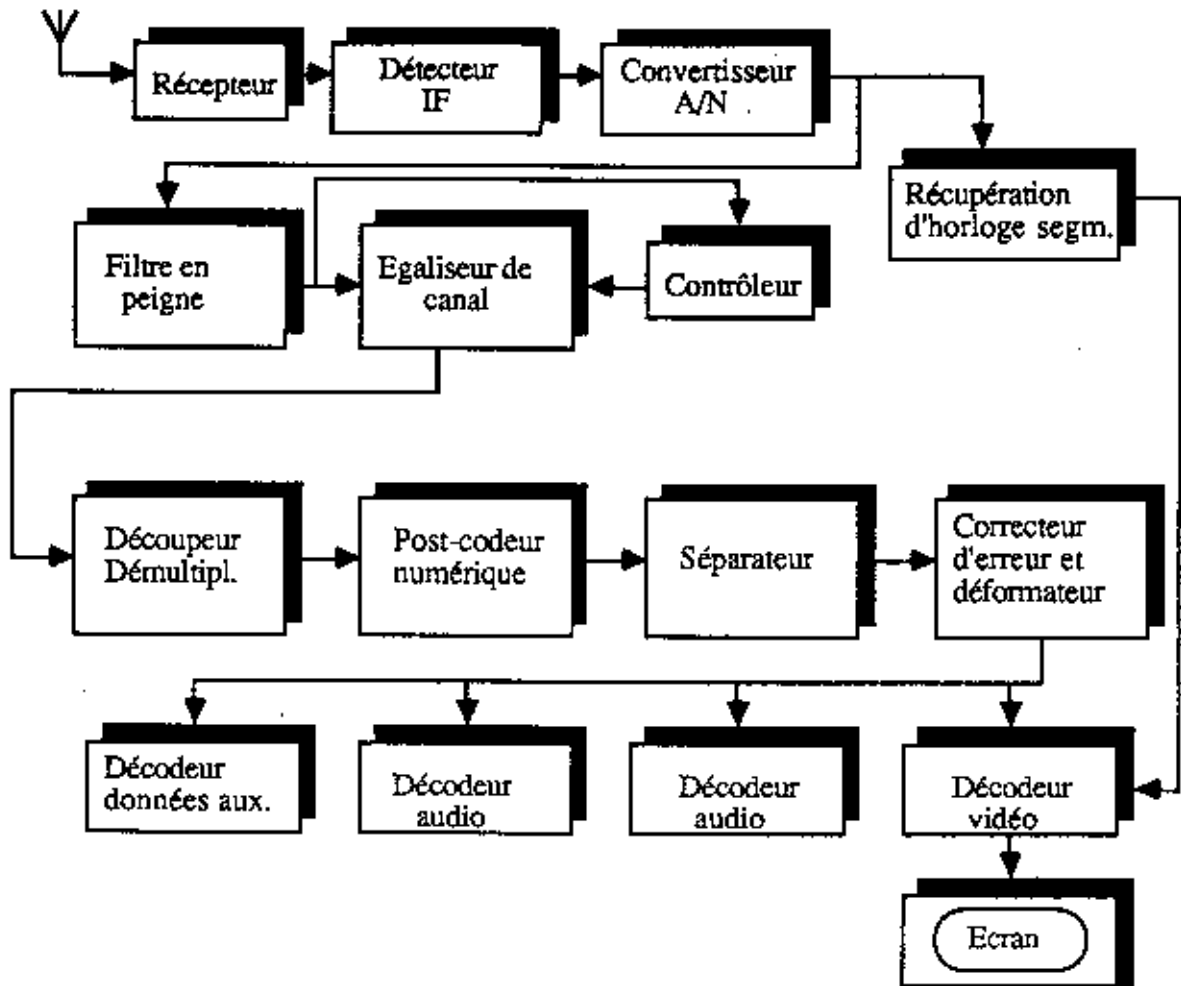 Récepteur
Détecteur
IF
Convertisseur
A/N
Récupération
d'horloge segm.
Filtre en
peigne
Egaliseur de
canal
Contrôleur
Découpeur
Démultipl.
Post-codeur
numérique
Séparateur
Correcteur
d'erreur et
déformateur
Décodeur
données aux.
Décodeur
audio
Décodeur
audio
Décodeur
vidéo
Ecran